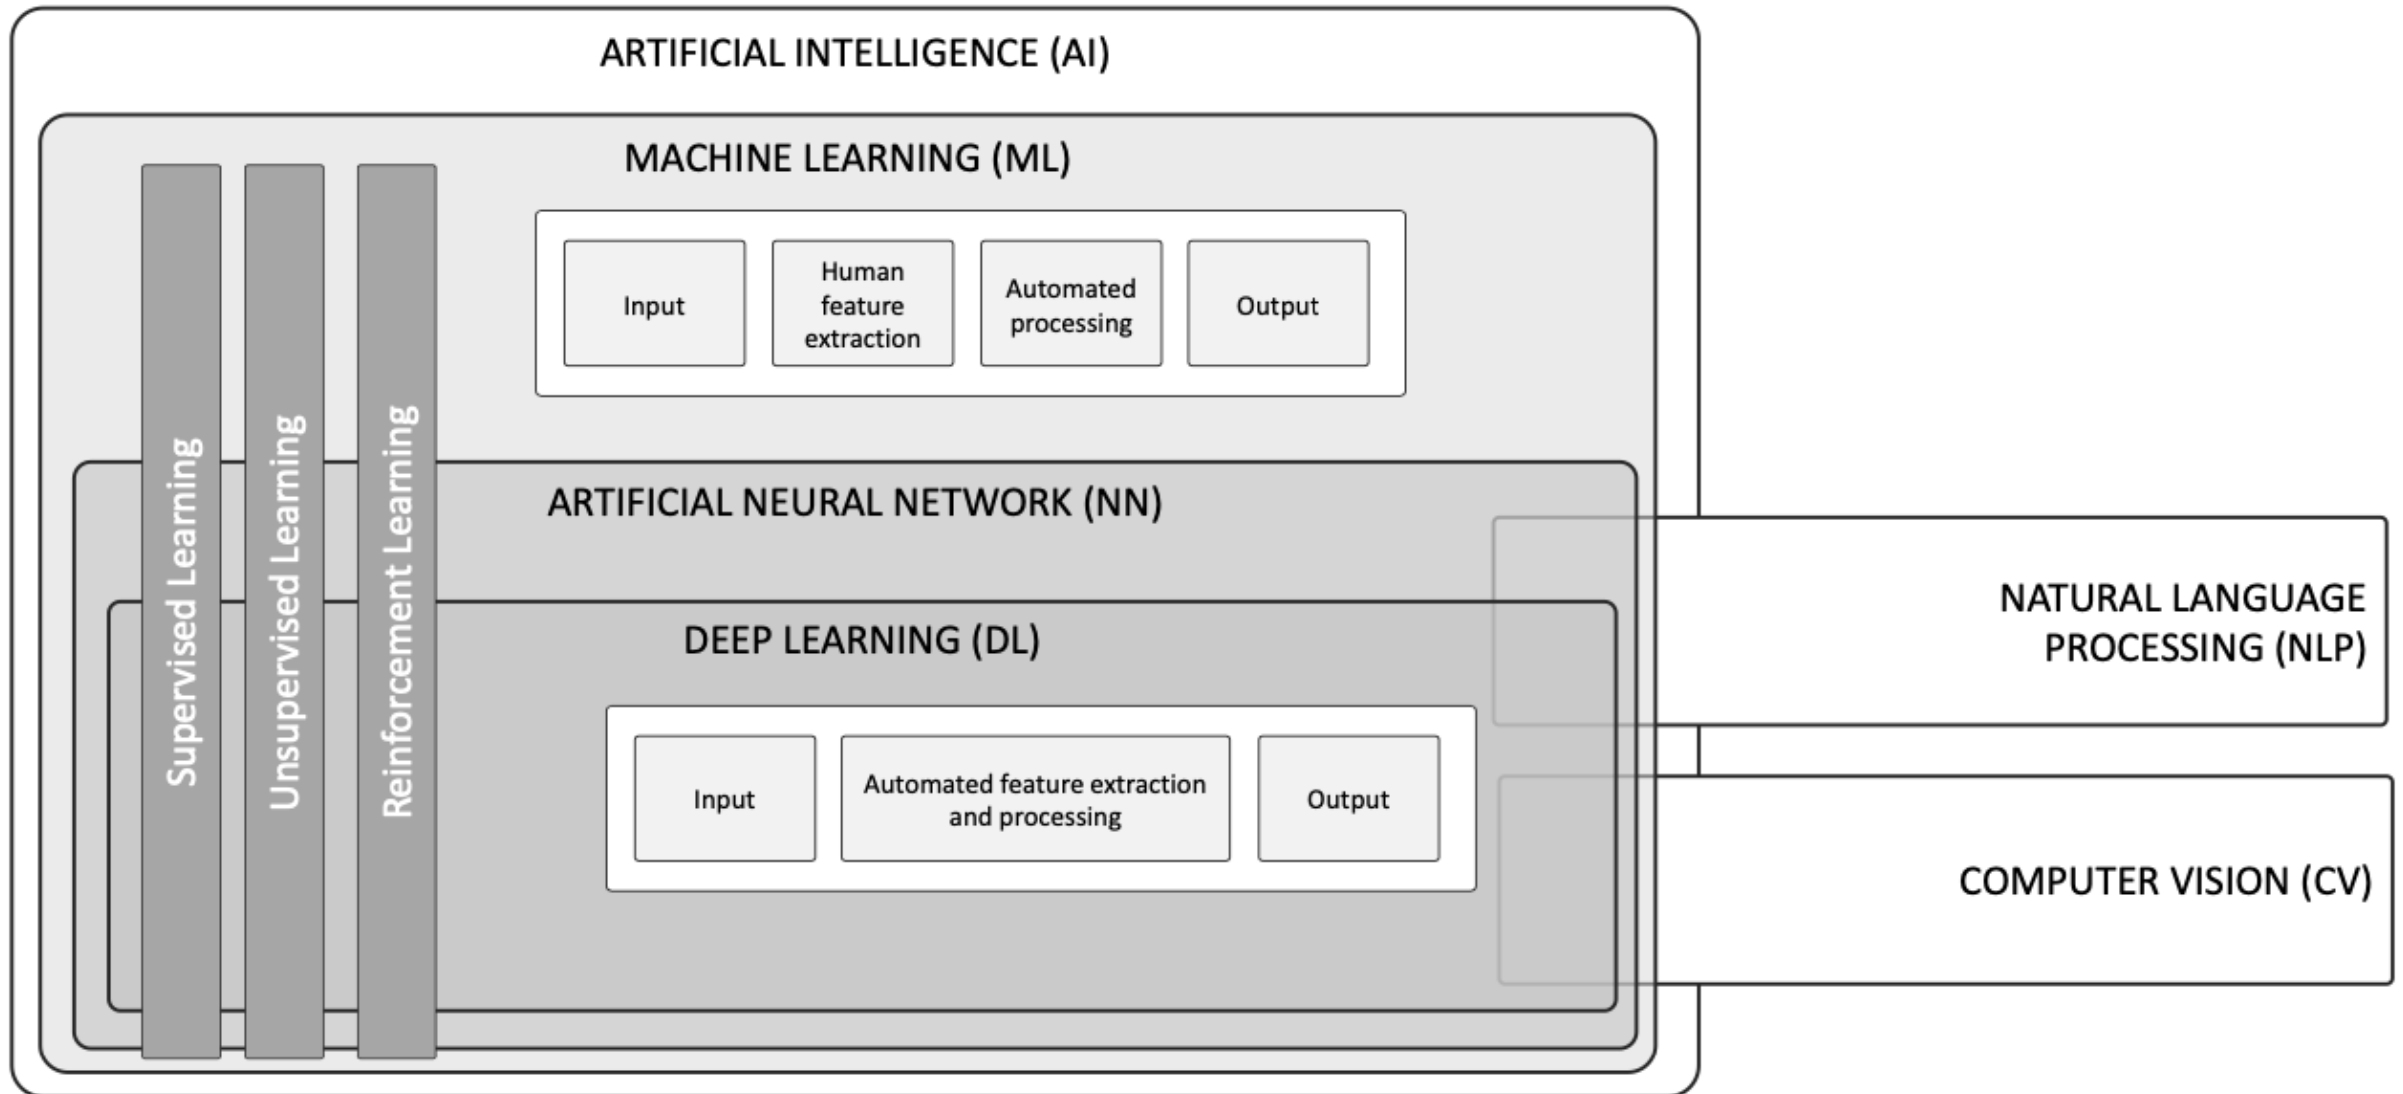 ARTIFICIAL INTELLIGENCE (AI)
MACHINE LEARNING (ML)
Input
Human
feature
extraction
Automated
processing
Output
Supervised Learning
Unsupervised Learning
Reinforcement Learning
ARTIFICIAL NEURAL NETWORK (NN)
DEEP LEARNING (DL)
Input
Automated feature extraction
and processing
Output
NATURAL LANGUAGE
PROCESSING (NLP)
COMPUTER VISION (CV)